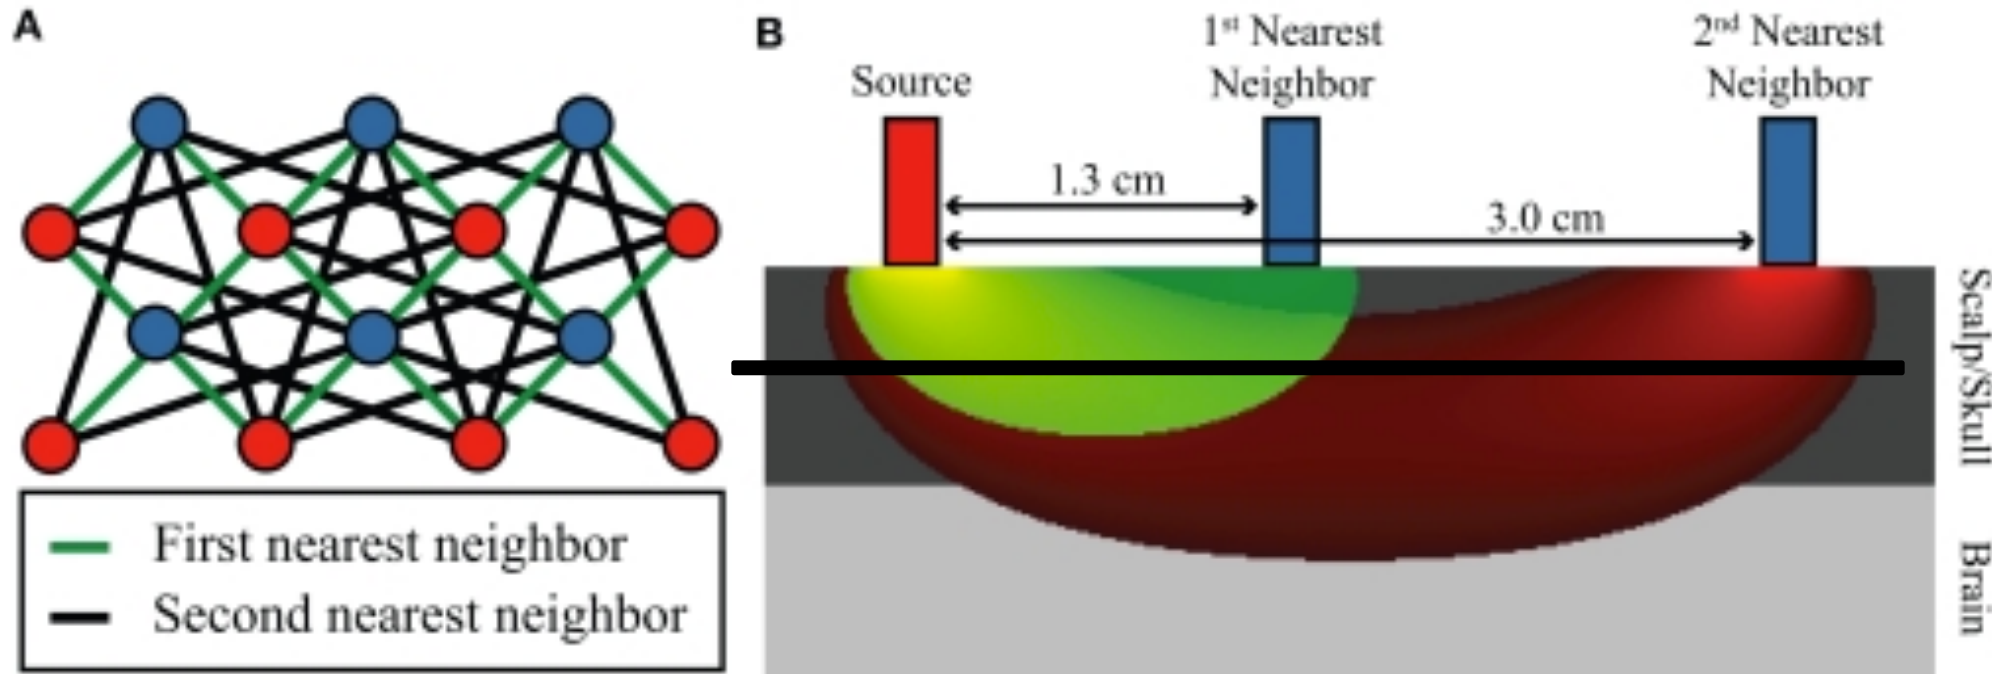 A
First nearest neighbor
Second nearest neighbor
B
Source
1st Nearest
Neighbor
2nd Nearest
Neighbor
1.3 cm
3.0 cm
Scalp/Skull
Brain